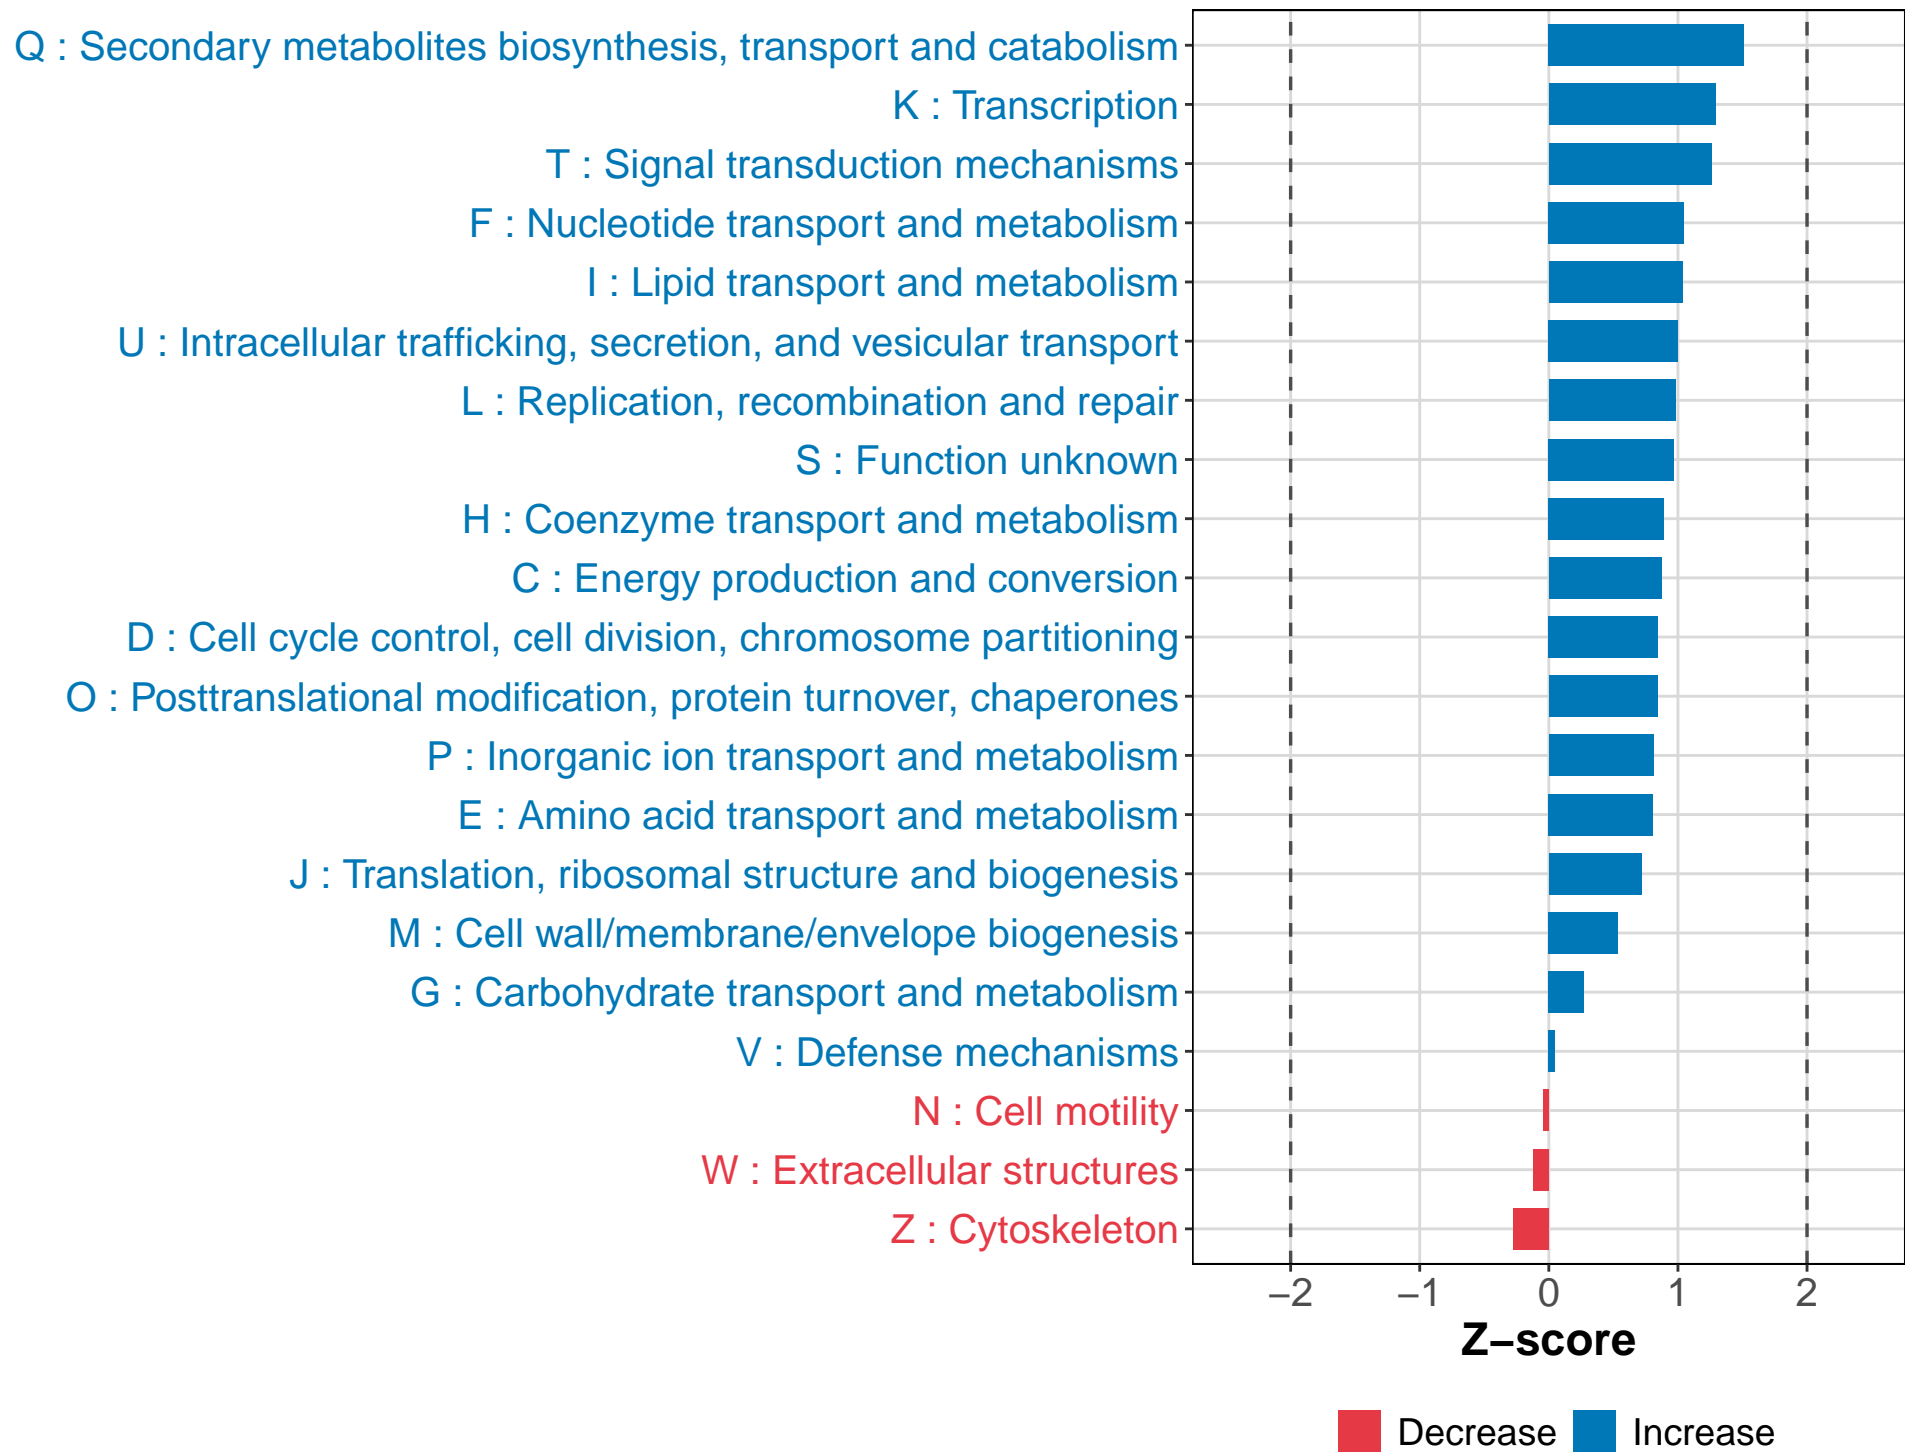 Q : Secondary metabolites biosynthesis, transport and catabolism
K : Transcription
T : Signal transduction mechanisms
F : Nucleotide transport and metabolism
I : Lipid transport and metabolism
U : Intracellular trafficking, secretion, and vesicular transport
L : Replication, recombination and repair
S : Function unknown
H : Coenzyme transport and metabolism
C : Energy production and conversion
D : Cell cycle control, cell division, chromosome partitioning
O : Posttranslational modification, protein turnover, chaperones
P : Inorganic ion transport and metabolism
E : Amino acid transport and metabolism
J : Translation, ribosomal structure and biogenesis
M : Cell wall/membrane/envelope biogenesis
G : Carbohydrate transport and metabolism
V : Defense mechanisms
N : Cell motility
W : Extracellular structures
Z : Cytoskeleton
−2 −1 0 1 2
Z−score
Decrease Increase